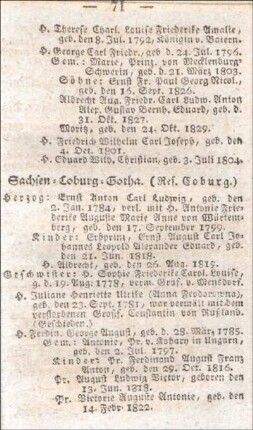 — 71 —
H. Therese Charl. Louise Friederike Amalie,
geb. den 8. Jul. 1792, Königin v. Baiern.
H. George Carl Friedr., geb. d. 24. Jul. 1796.
Gem.: Marie, Prinz. von Mecklenburg-
Schwerin, geb. d. 21. März 1803.
Söhne: Ernst Fr. Paul Georg Nicol.,
geb. den 16. Sept. 1826.
Albrecht Aug. Friedr. Carl Ludw. Anton
Alex. Gustav Bernh. Eduard, geb. d.
31. Okt. 1827.
Moritz, geb. den 24. Okt. 1829.
H. Friedrich Wilhelm Carl Joseph, geb. den
4. Okt. 1801.
H. Eduard Wilh. Christian, geb. 3. Juli 1804.
Sachsen-Coburg-Gotha. (Res. Coburg.)
Herzog: Ernst Anton Carl Ludwig, geb. den
2. Jan. 1784, verl. mit H. Antonie Frie-
derike Auguste Marie Anne von Würtem-
berg, geb. den 17. September 1799.
Kinder: Erbprinz, Ernst August Carl Jo-
hannes Leopold Alexander Eduard, geb.
den 21. Jun. 1818.
H. Albrecht, geb. den 26. Aug. 1819.
Geschwister: H. Sophie Friederike Carol. Louise,
g. d. 19. Aug. 1778, verm. Graf v. Mensdorf.
H. Juliane Henriette Ulrike (Anna Feodorowna),
geb. den 23. Sept. 1781, war vermält mit dem
verstorbenen Großf. Constantin von Rußland.
(Geschieden.)
H. Ferdin. George August, geb. d. 28. März 1785.
Gem.: Antonie, Pr. v. Kohary in Ungarn,
geb. den 2. Jul. 1797.
Kinder: Pr. Ferdinand August Franz
Anton, geb. den 29. Okt. 1816.
Pr. August Ludwig Victor, geboren den
13. Jun. 1818.
Pr. Victorie Auguste Antonie, geb. den
14. Febr. 1822.